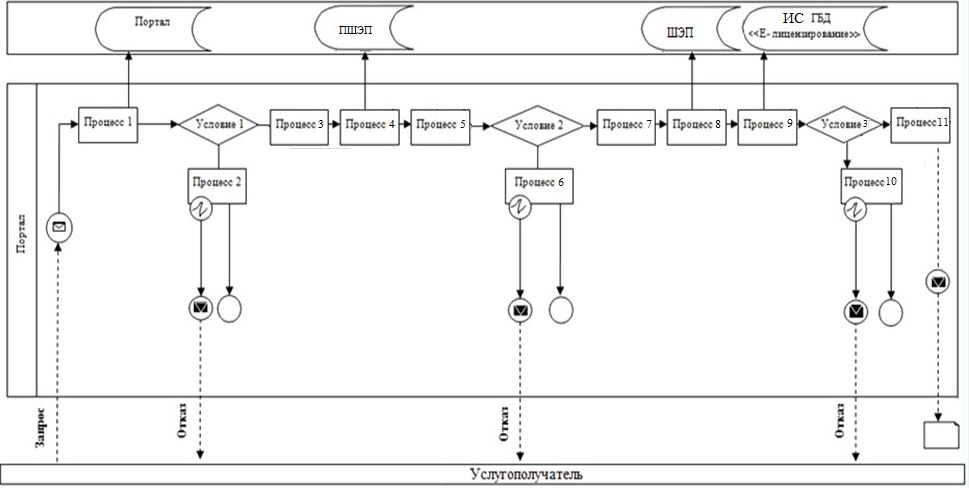 Портал
ПШЭП
ШЭП
ИС ГБД
<<Е- лицензирование>>
Процесс 1
Условие 1
Процесс 3
Процесс 4
Процесс 5
Условие 2
Процесс 7
Процесс 8
Процесс 9
Условие 3
Процесс11
Процесс 2
Процесс 6
Процесс 10
Портал
Запрос
Отказ
Отказ
Отказ
Услугополучатель